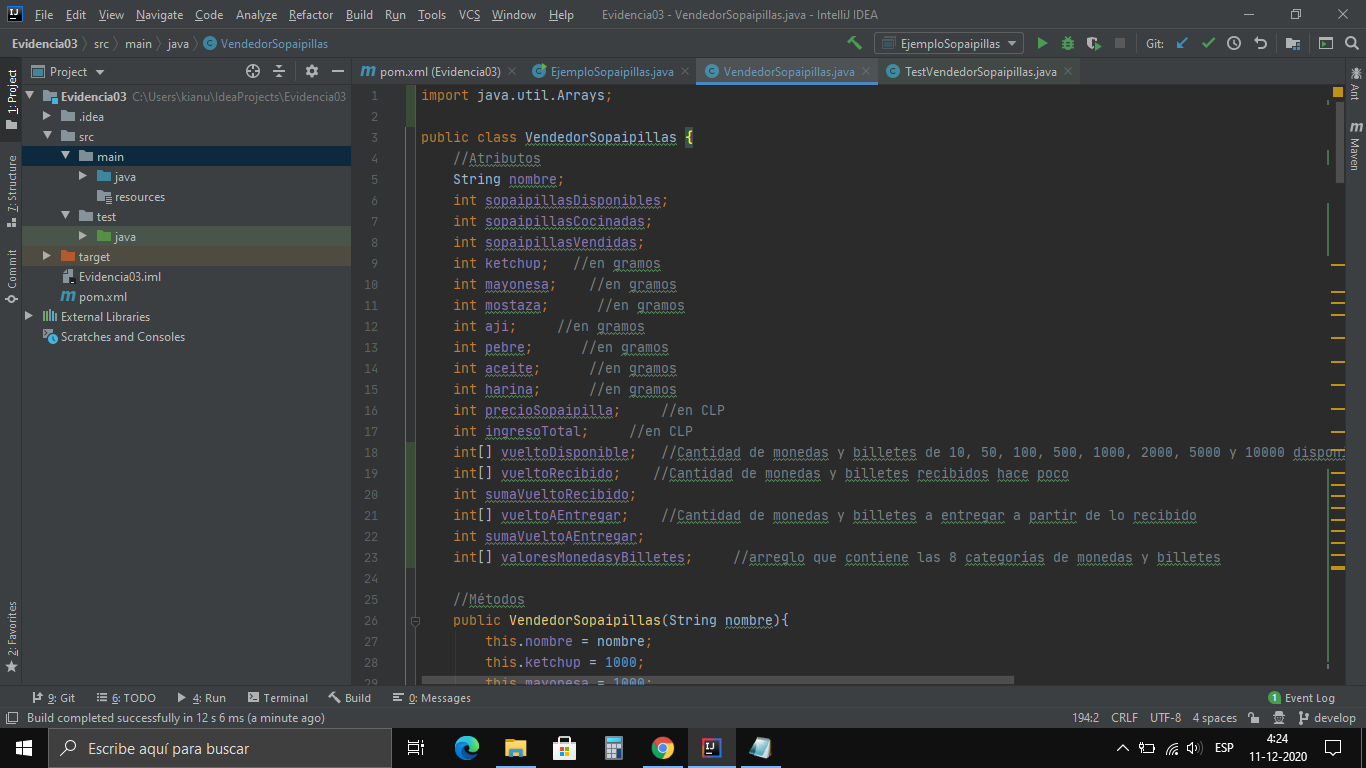 File Edit View Navigate Code Analyze Refactor Build Run Tools VCS Window Help Evidencia03 - VendedorSopaipillas.java - IntelliJ IDEA
Evidencia03 src main java VendedorSopaipillas EjemploSopaipillas Git:
1: Project
Project
pom.xml (Evidencia03) EjemploSopaipillas.java VendedorSopaipillas.java TestVendedorSopaipillas.java
Evidencia03 C:\Users\kianu\IdeaProjects\Evidencia03
.idea
src
main
java
resources
test
java
target
Evidencia03.iml
pom.xml
External Libraries
Scratches and Consoles
7: Structure
Commit
2: Favorites
Ant
Maven
1 import java.util.Arrays;
2
3 public class VendedorSopaipillas {
4 //Atributos
5 String nombre;
6 int sopaipillasDisponibles;
7 int sopaipillasCocinadas;
8 int sopaipillasVendidas;
9 int ketchup; //en gramos
10 int mayonesa; //en gramos
11 int mostaza; //en gramos
12 int aji; //en gramos
13 int pebre; //en gramos
14 int aceite; //en gramos
15 int harina; //en gramos
16 int precioSopaipilla; //en CLP
17 int ingresoTotal; //en CLP
18 int[] vueltoDisponible; //Cantidad de monedas y billetes de 10, 50, 100, 500, 1000, 2000, 5000 y 10000 dispon
19 int[] vueltoRecibido; //Cantidad de monedas y billetes recibidos hace poco
20 int sumaVueltoRecibido;
21 int[] vueltoAEntregar; //Cantidad de monedas y billetes a entregar a partir de lo recibido
22 int sumaVueltoAEntregar;
23 int[] valoresMonedasyBilletes; //arreglo que contiene las 8 categorías de monedas y billetes
24
25 //Métodos
26 public VendedorSopaipillas(String nombre){
27 this.nombre = nombre;
28 this.ketchup = 1000;
29 this.mayonesa = 1000;
9: Git 6: TODO 4: Run Terminal Build 0: Messages 1 Event Log
Build completed successfully in 12 s 6 ms (a minute ago) 194:2 CRLF UTF-8 4 spaces develop
Escribe aquí para buscar ESP 4:24
11-12-2020